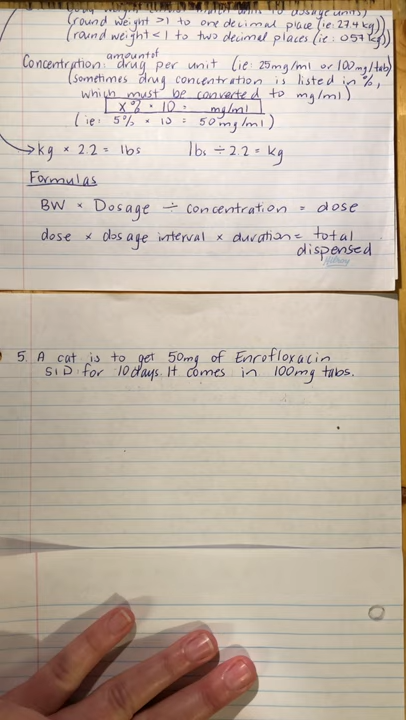 (round weight >1 to one decimal place (ie: 27.4 kg))
(round weight <1 to two decimal places (ie: 0.57 kg))
amount of
Concentration: drug per unit (ie: 25mg/ml or 100mg/tab)
(sometimes drug concentration is listed in %,
which must be converted to mg/ml)
X% × 10 = mg/ml
(ie: 5% × 10 = 50mg/ml)
kg × 2.2 = lbs lbs ÷ 2.2 = kg
Formulas
BW × Dosage ÷ concentration = dose
dose × dosage interval × duration = total
dispensed
Hilroy
5. A cat is to get 50mg of Enrofloxacin
SID for 10 days. It comes in 100mg tabs.